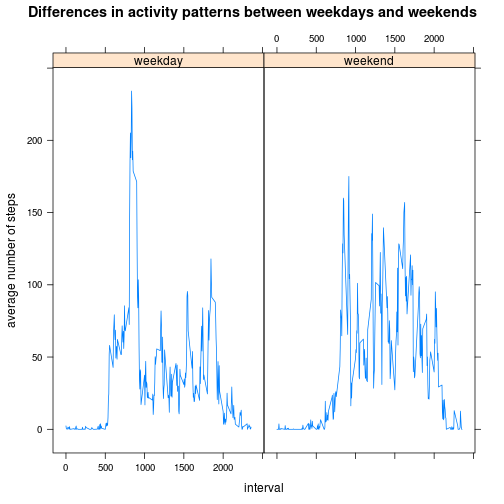 Differences in activity patterns between weekdays and weekends
0 500 1000 1500 2000
weekday weekend
200
150
100
50
0
average number of steps
0 500 1000 1500 2000
interval